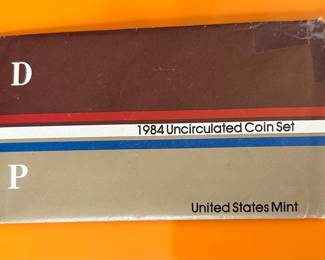 D
1984 Uncirculated Coin Set
P
United States Mint